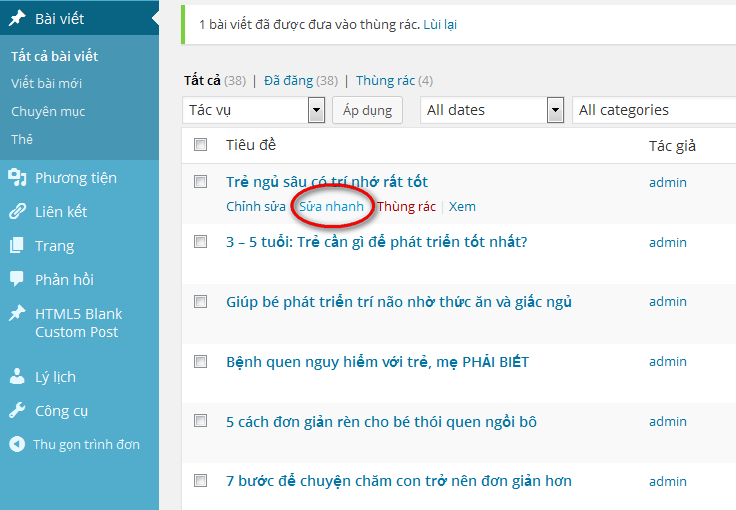 Bài viết
Tất cả bài viết
Viết bài mới
Chuyên mục
Thẻ
Phương tiện
Liên kết
Trang
Phản hồi
HTML5 Blank
Custom Post
Lý lịch
Công cụ
Thu gọn trình đơn
1 bài viết đã được đưa vào thùng rác. Lùi lại
Tất cả (38) | Đã đăng (38) | Thùng rác (4)
Tác vụ Áp dụng All dates All categories
Tiêu đề Tác giả
Trẻ ngủ sâu có trí nhớ rất tốt admin
Chỉnh sửa | Sửa nhanh | Thùng rác | Xem
3 – 5 tuổi: Trẻ cần gì để phát triển tốt nhất? admin
Giúp bé phát triển trí não nhờ thức ăn và giấc ngủ admin
Bệnh quen nguy hiểm với trẻ, mẹ PHẢI BIẾT admin
5 cách đơn giản rèn cho bé thói quen ngồi bô admin
7 bước để chuyện chăm con trở nên đơn giản hơn admin